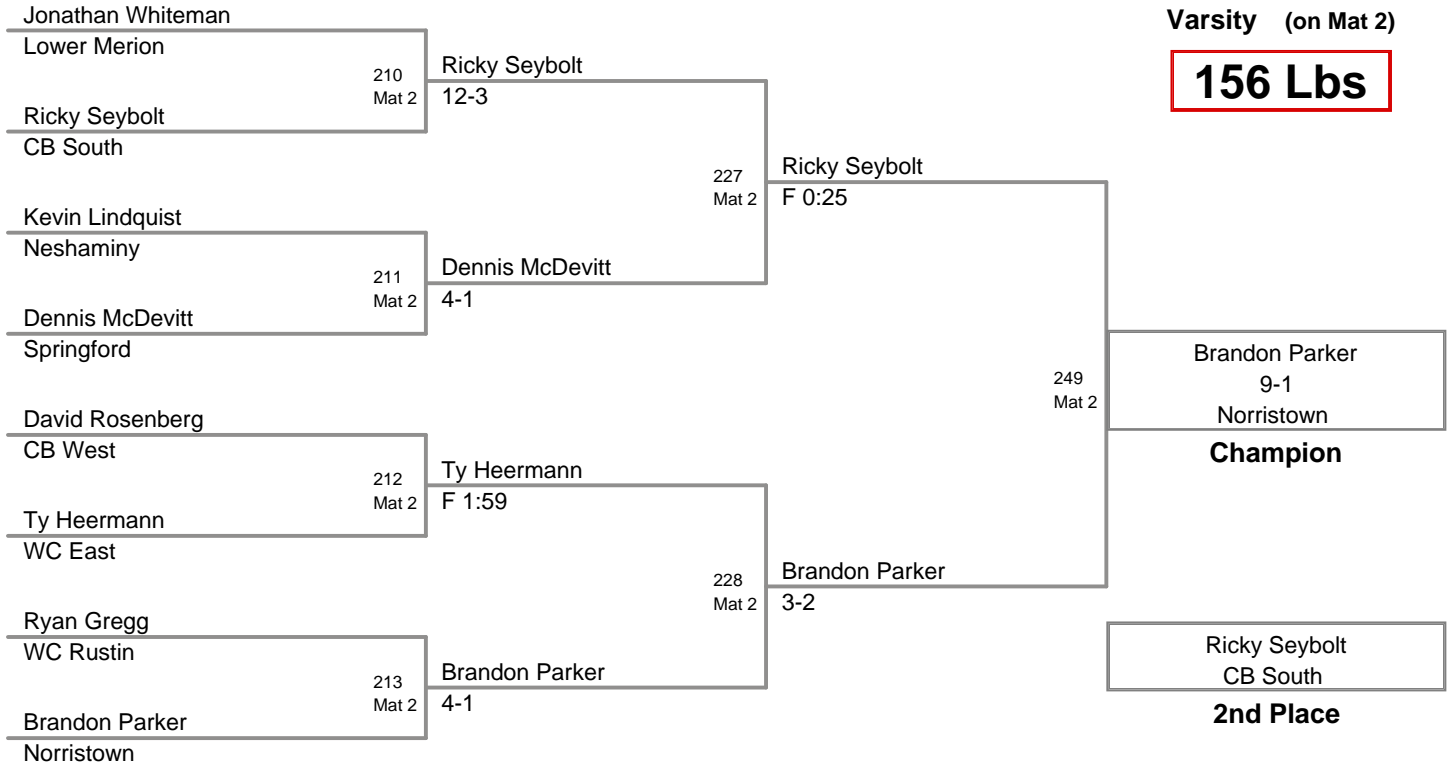 Jonathan Whiteman
Lower Merion
210
Mat 2
Ricky Seybolt
12-3
Ricky Seybolt
CB South
227
Mat 2
Ricky Seybolt
F 0:25
Kevin Lindquist
Neshaminy
211
Mat 2
Dennis McDevitt
4-1
Dennis McDevitt
Springford
249
Mat 2
Brandon Parker
9-1
Norristown
Champion
David Rosenberg
CB West
212
Mat 2
Ty Heermann
F 1:59
Ty Heermann
WC East
228
Mat 2
Brandon Parker
3-2
Ryan Gregg
WC Rustin
213
Mat 2
Brandon Parker
4-1
Brandon Parker
Norristown
Ricky Seybolt
CB South
2nd Place
Varsity (on Mat 2)
156 Lbs